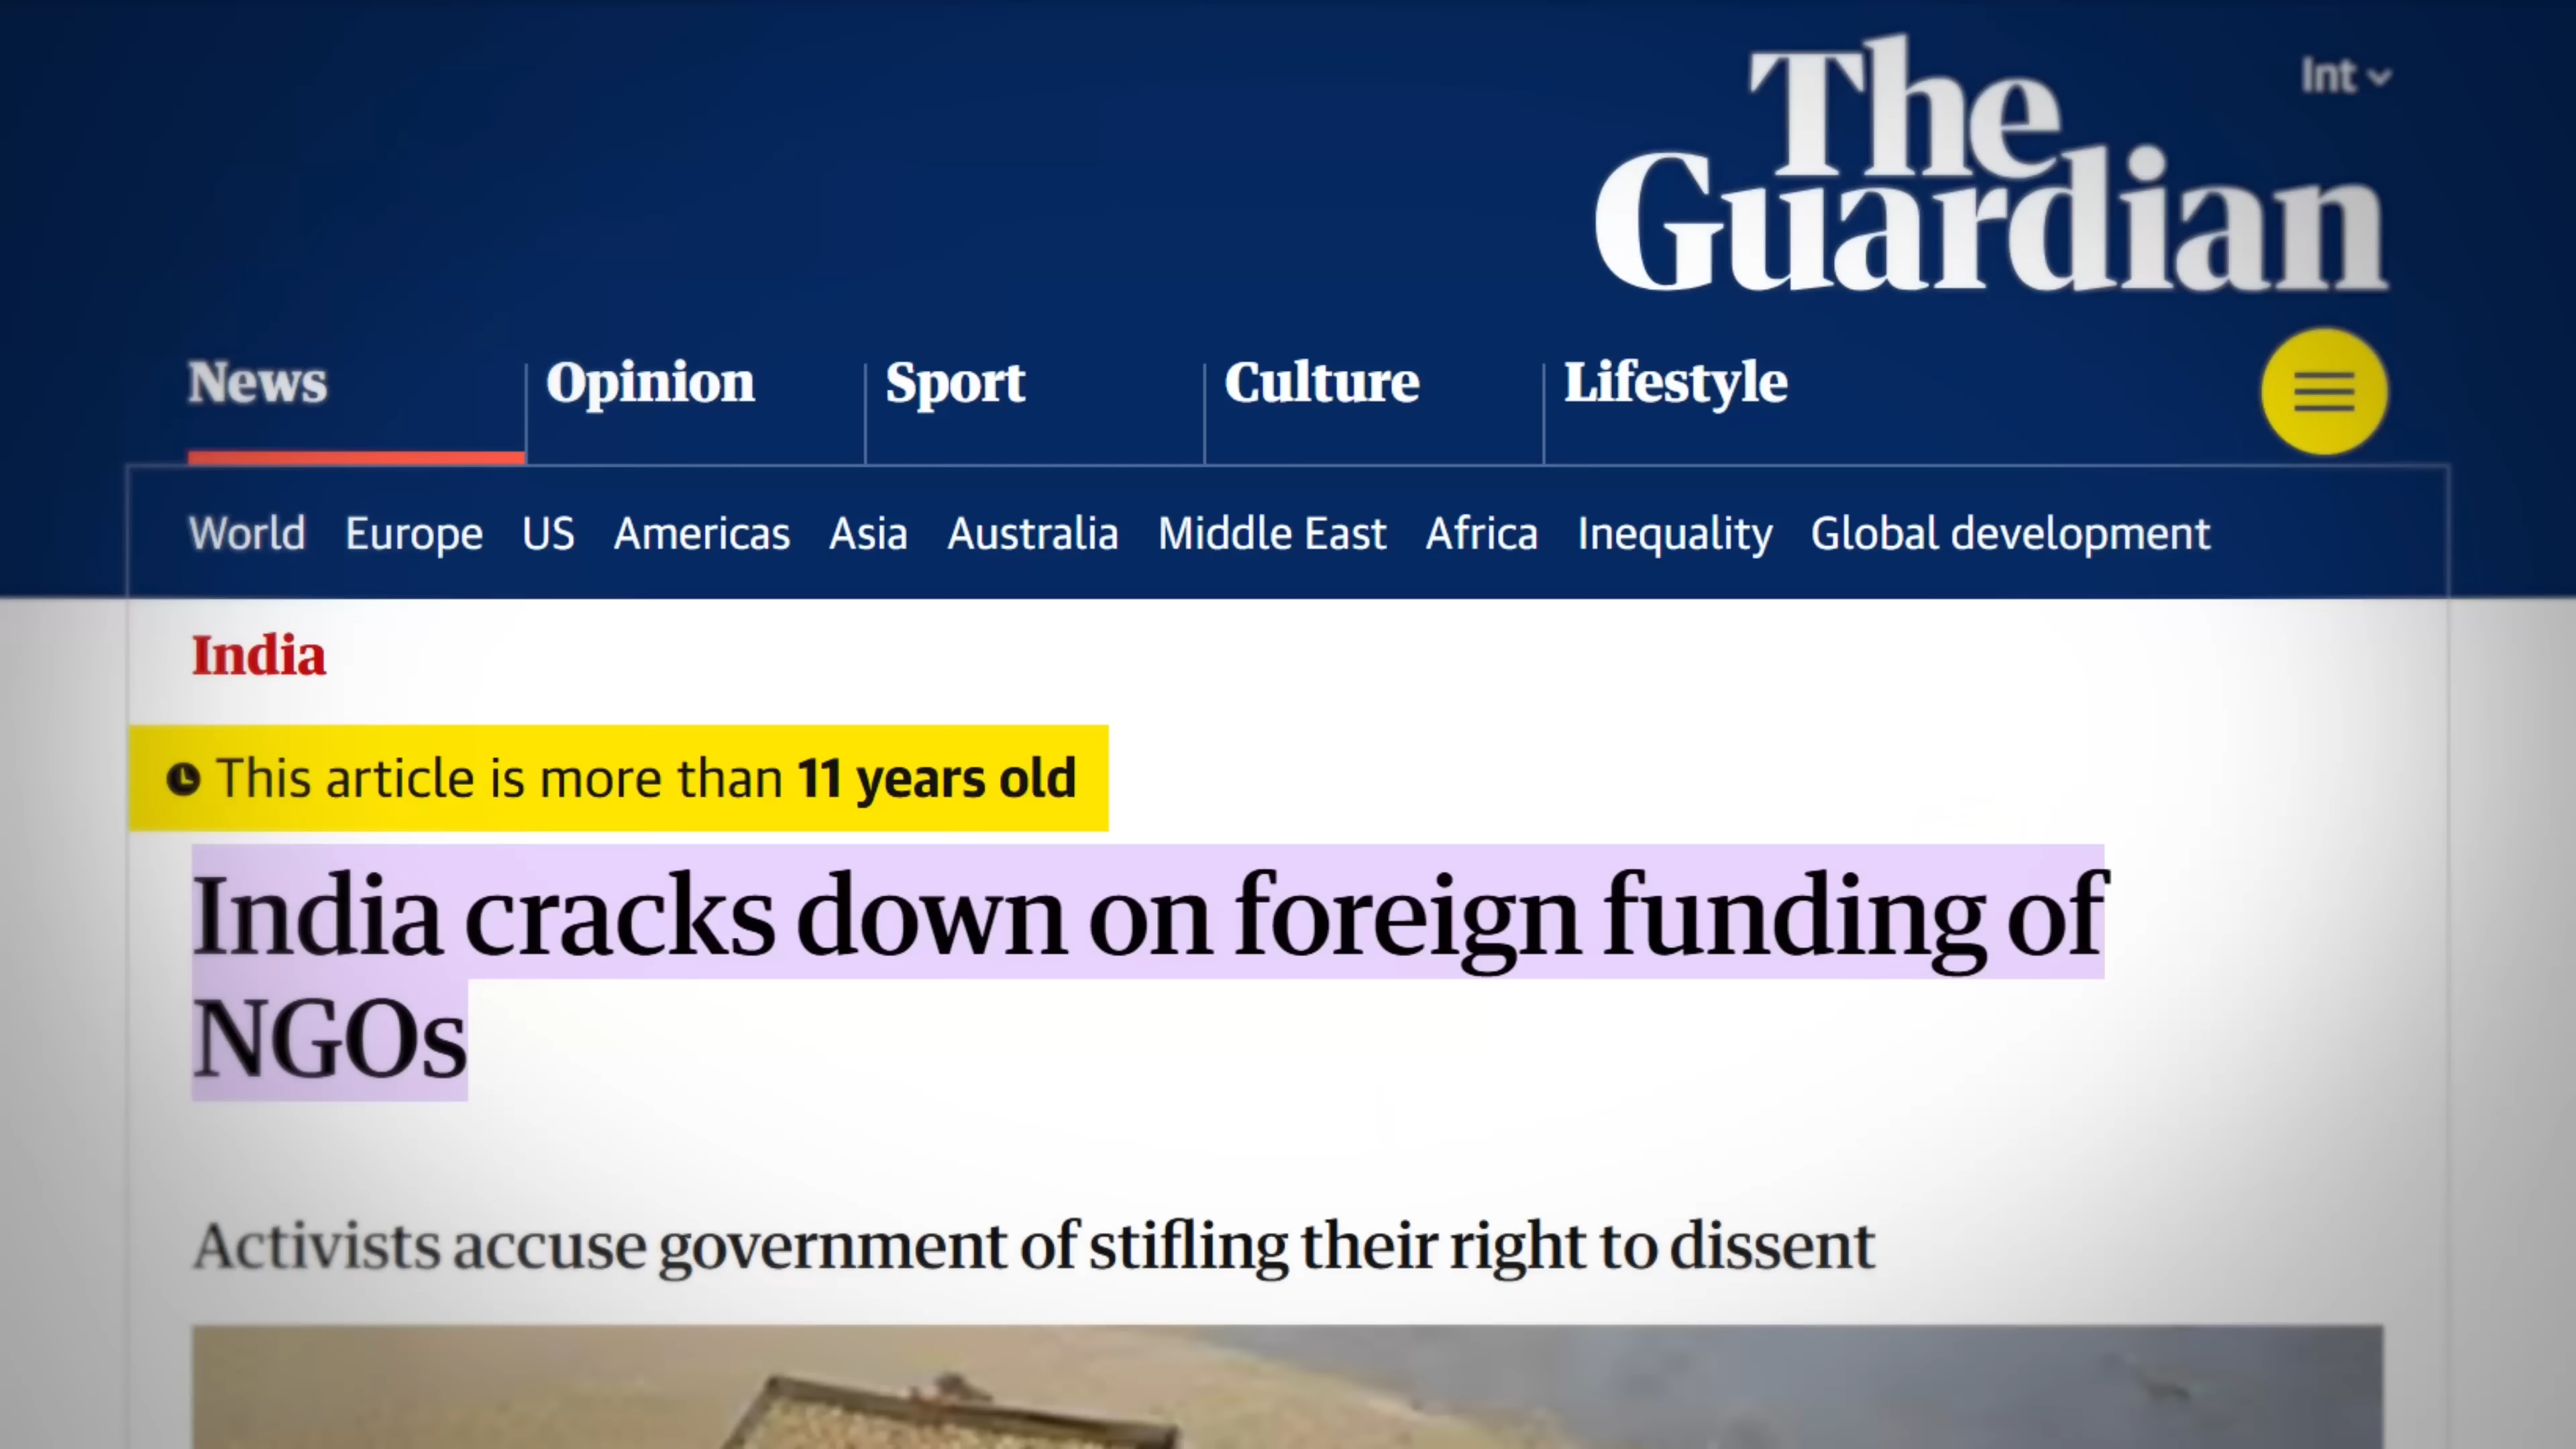 The
Guardian
Int
News
Opinion
Sport
Culture
Lifestyle
World Europe US Americas Asia Australia Middle East Africa Inequality Global development
India
This article is more than 11 years old
India cracks down on foreign funding of
NGOs
Activists accuse government of stifling their right to dissent